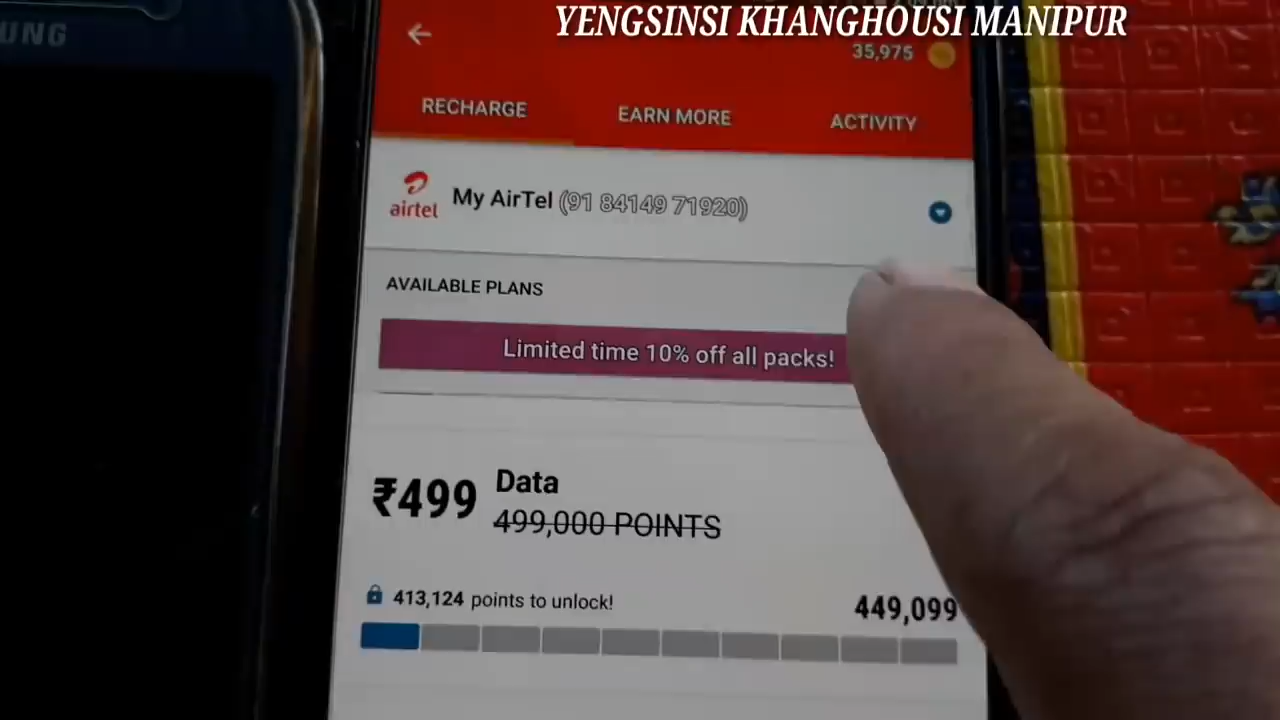 YENGSINSI KHANGHOUSI MANIPUR
UNG
35,975
RECHARGE
EARN MORE
ACTIVITY
airtel
My AirTel (91 84149 71920)
AVAILABLE PLANS
Limited time 10% off all packs!
₹499
Data
499,000 POINTS
413,124 points to unlock!
449,099